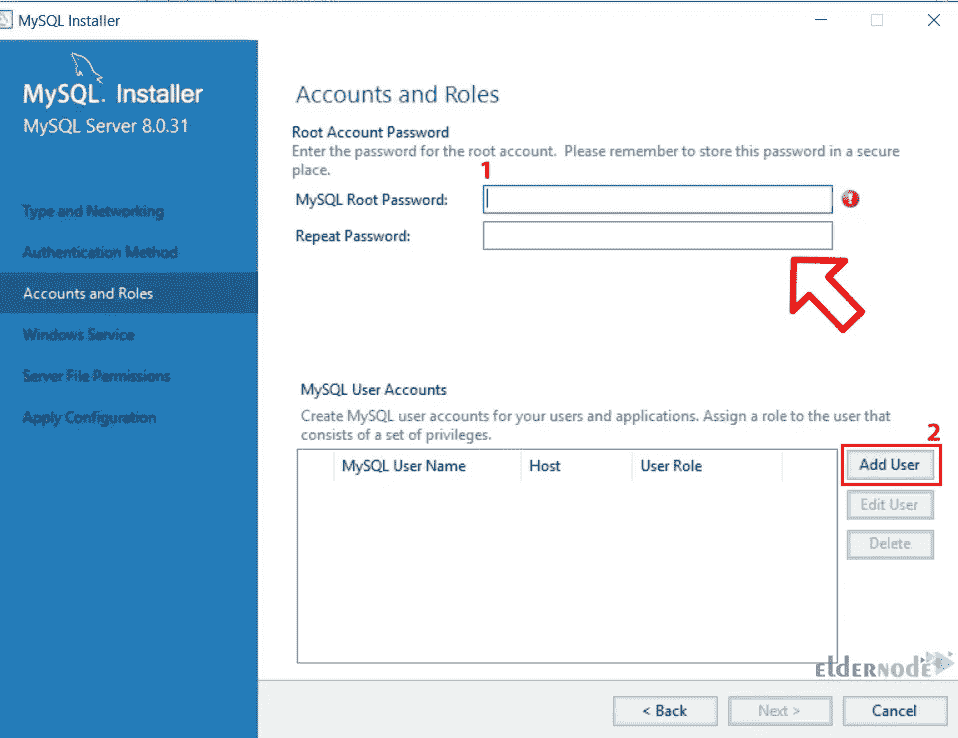 MySQL Installer
MySQL. Installer
MySQL Server 8.0.31
Type and Networking
Authentication Method
Accounts and Roles
Windows Service
Server File Permissions
Apply Configuration
Accounts and Roles
Root Account Password
Enter the password for the root account. Please remember to store this password in a secure
place.
1
MySQL Root Password:
Repeat Password:
MySQL User Accounts
Create MySQL user accounts for your users and applications. Assign a role to the user that
consists of a set of privileges.
2
MySQL User Name Host User Role
Add User
Edit User
Delete
eldernode
< Back Next > Cancel